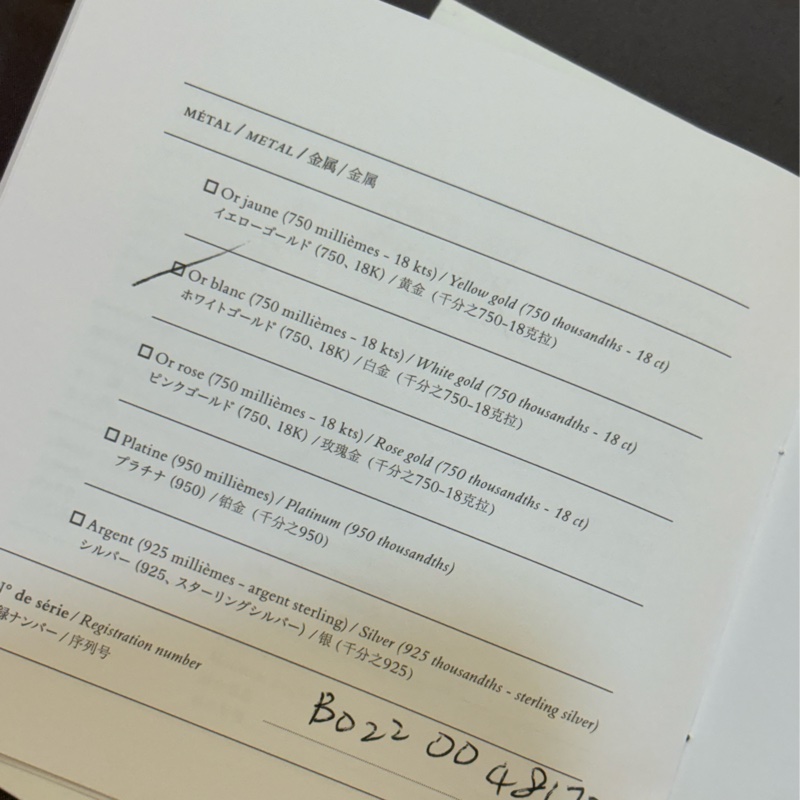 MÉTAL / METAL / 金属 / 金属
Or jaune (750 millièmes - 18 kts) / Yellow gold (750 thousandths - 18 ct)
イエローゴールド (750、18K) / 黄金（千分之750-18克拉）
Or blanc (750 millièmes - 18 kts) / White gold (750 thousandths - 18 ct)
ホワイトゴールド (750、18K) / 白金（千分之750-18克拉）
Or rose (750 millièmes - 18 kts) / Rose gold (750 thousandths - 18 ct)
ピンクゴールド (750、18K) / 玫瑰金（千分之750-18克拉）
Platine (950 millièmes) / Platinum (950 thousandths)
プラチナ (950) / 铂金（千分之950）
Argent (925 millièmes - argent sterling) / Silver (925 thousandths - sterling silver)
シルバー (925、スターリングシルバー) / 银（千分之925）
N° de série / Registration number
録ナンバー / 序列号
B022 00 481